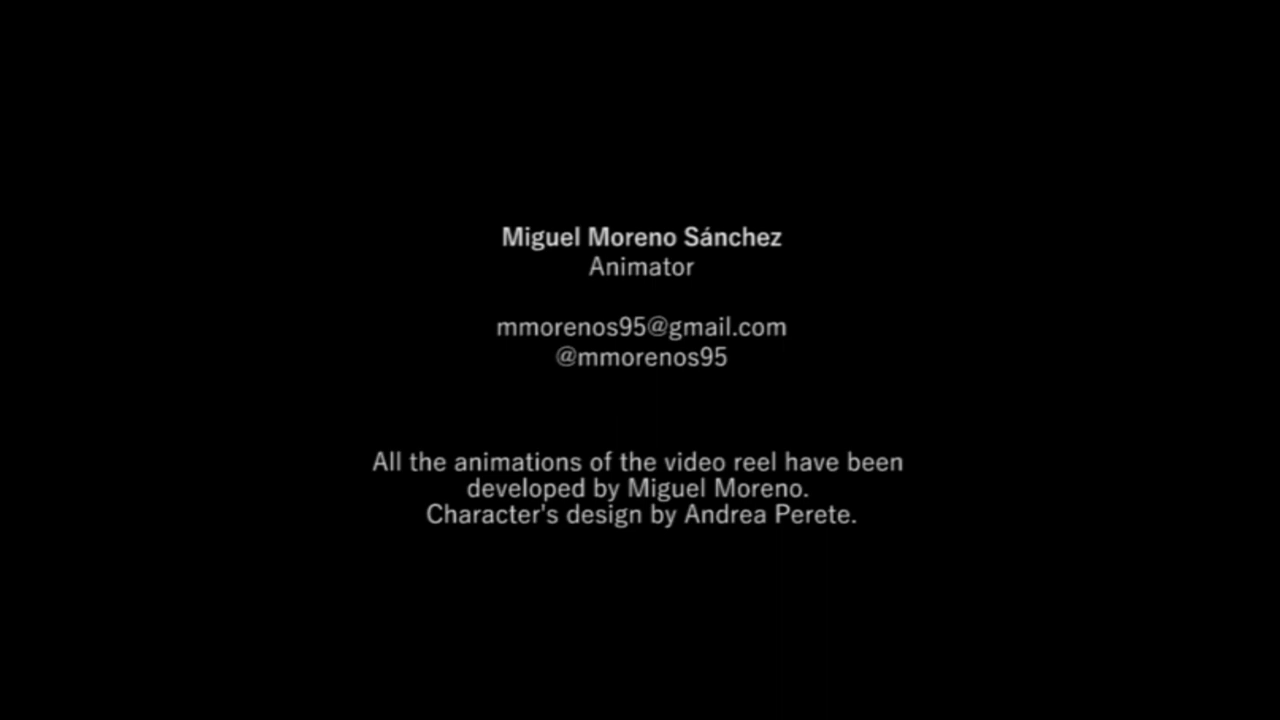 Miguel Moreno Sánchez
Animator
mmorenos95@gmail.com
@mmorenos95
All the animations of the video reel have been
developed by Miguel Moreno.
Character's design by Andrea Perete.